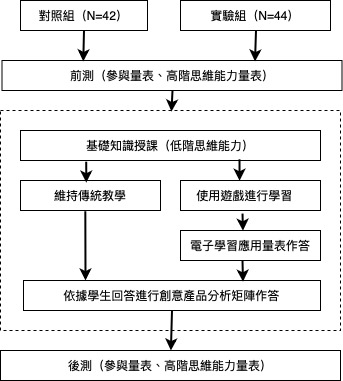 對照組（N=42）
實驗組（N=44）
前測（參與量表、高階思維能力量表）
基礎知識授課（低階思維能力）
維持傳統教學
使用遊戲進行學習
電子學習應用量表作答
依據學生回答進行創意產品分析矩陣作答
後測（參與量表、高階思維能力量表）